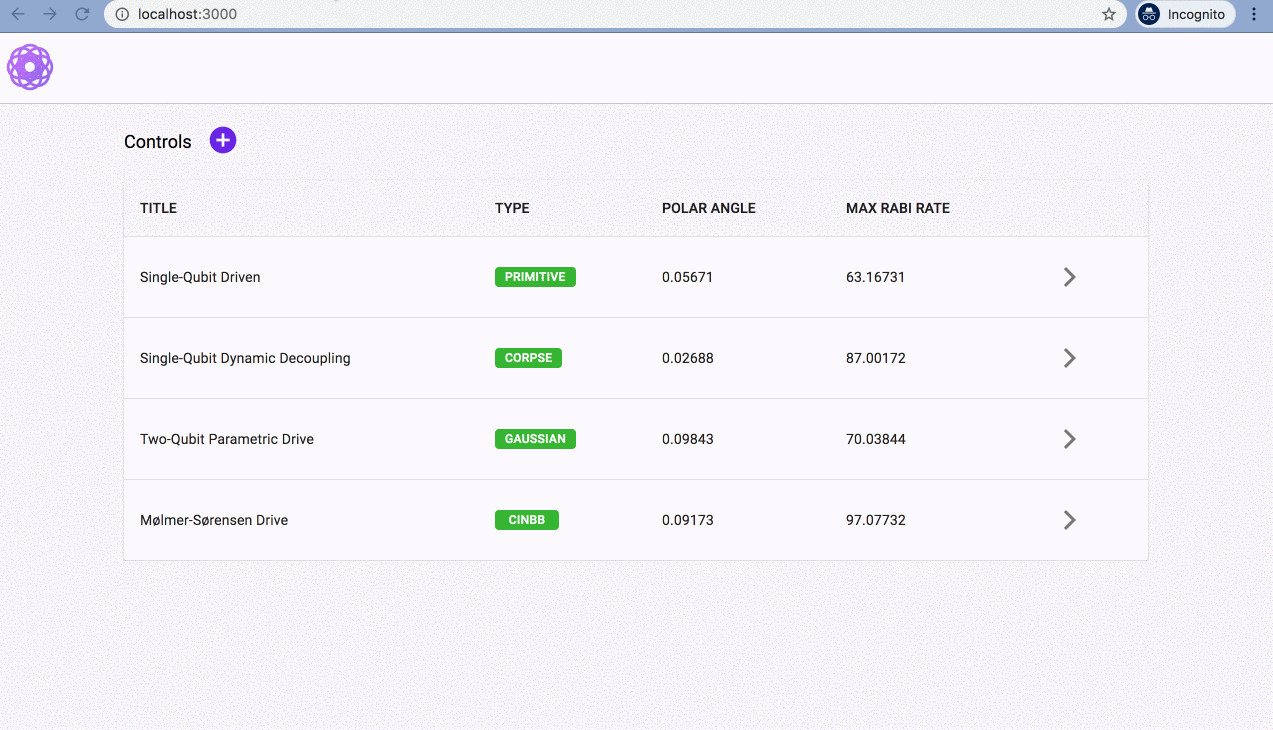 localhost:3000 Incognito
Controls
TITLE TYPE POLAR ANGLE MAX RABI RATE
Single-Qubit Driven PRIMITIVE 0.05671 63.16731
Single-Qubit Dynamic Decoupling CORPSE 0.02688 87.00172
Two-Qubit Parametric Drive GAUSSIAN 0.09843 70.03844
Mølmer-Sørensen Drive CINBB 0.09173 97.07732